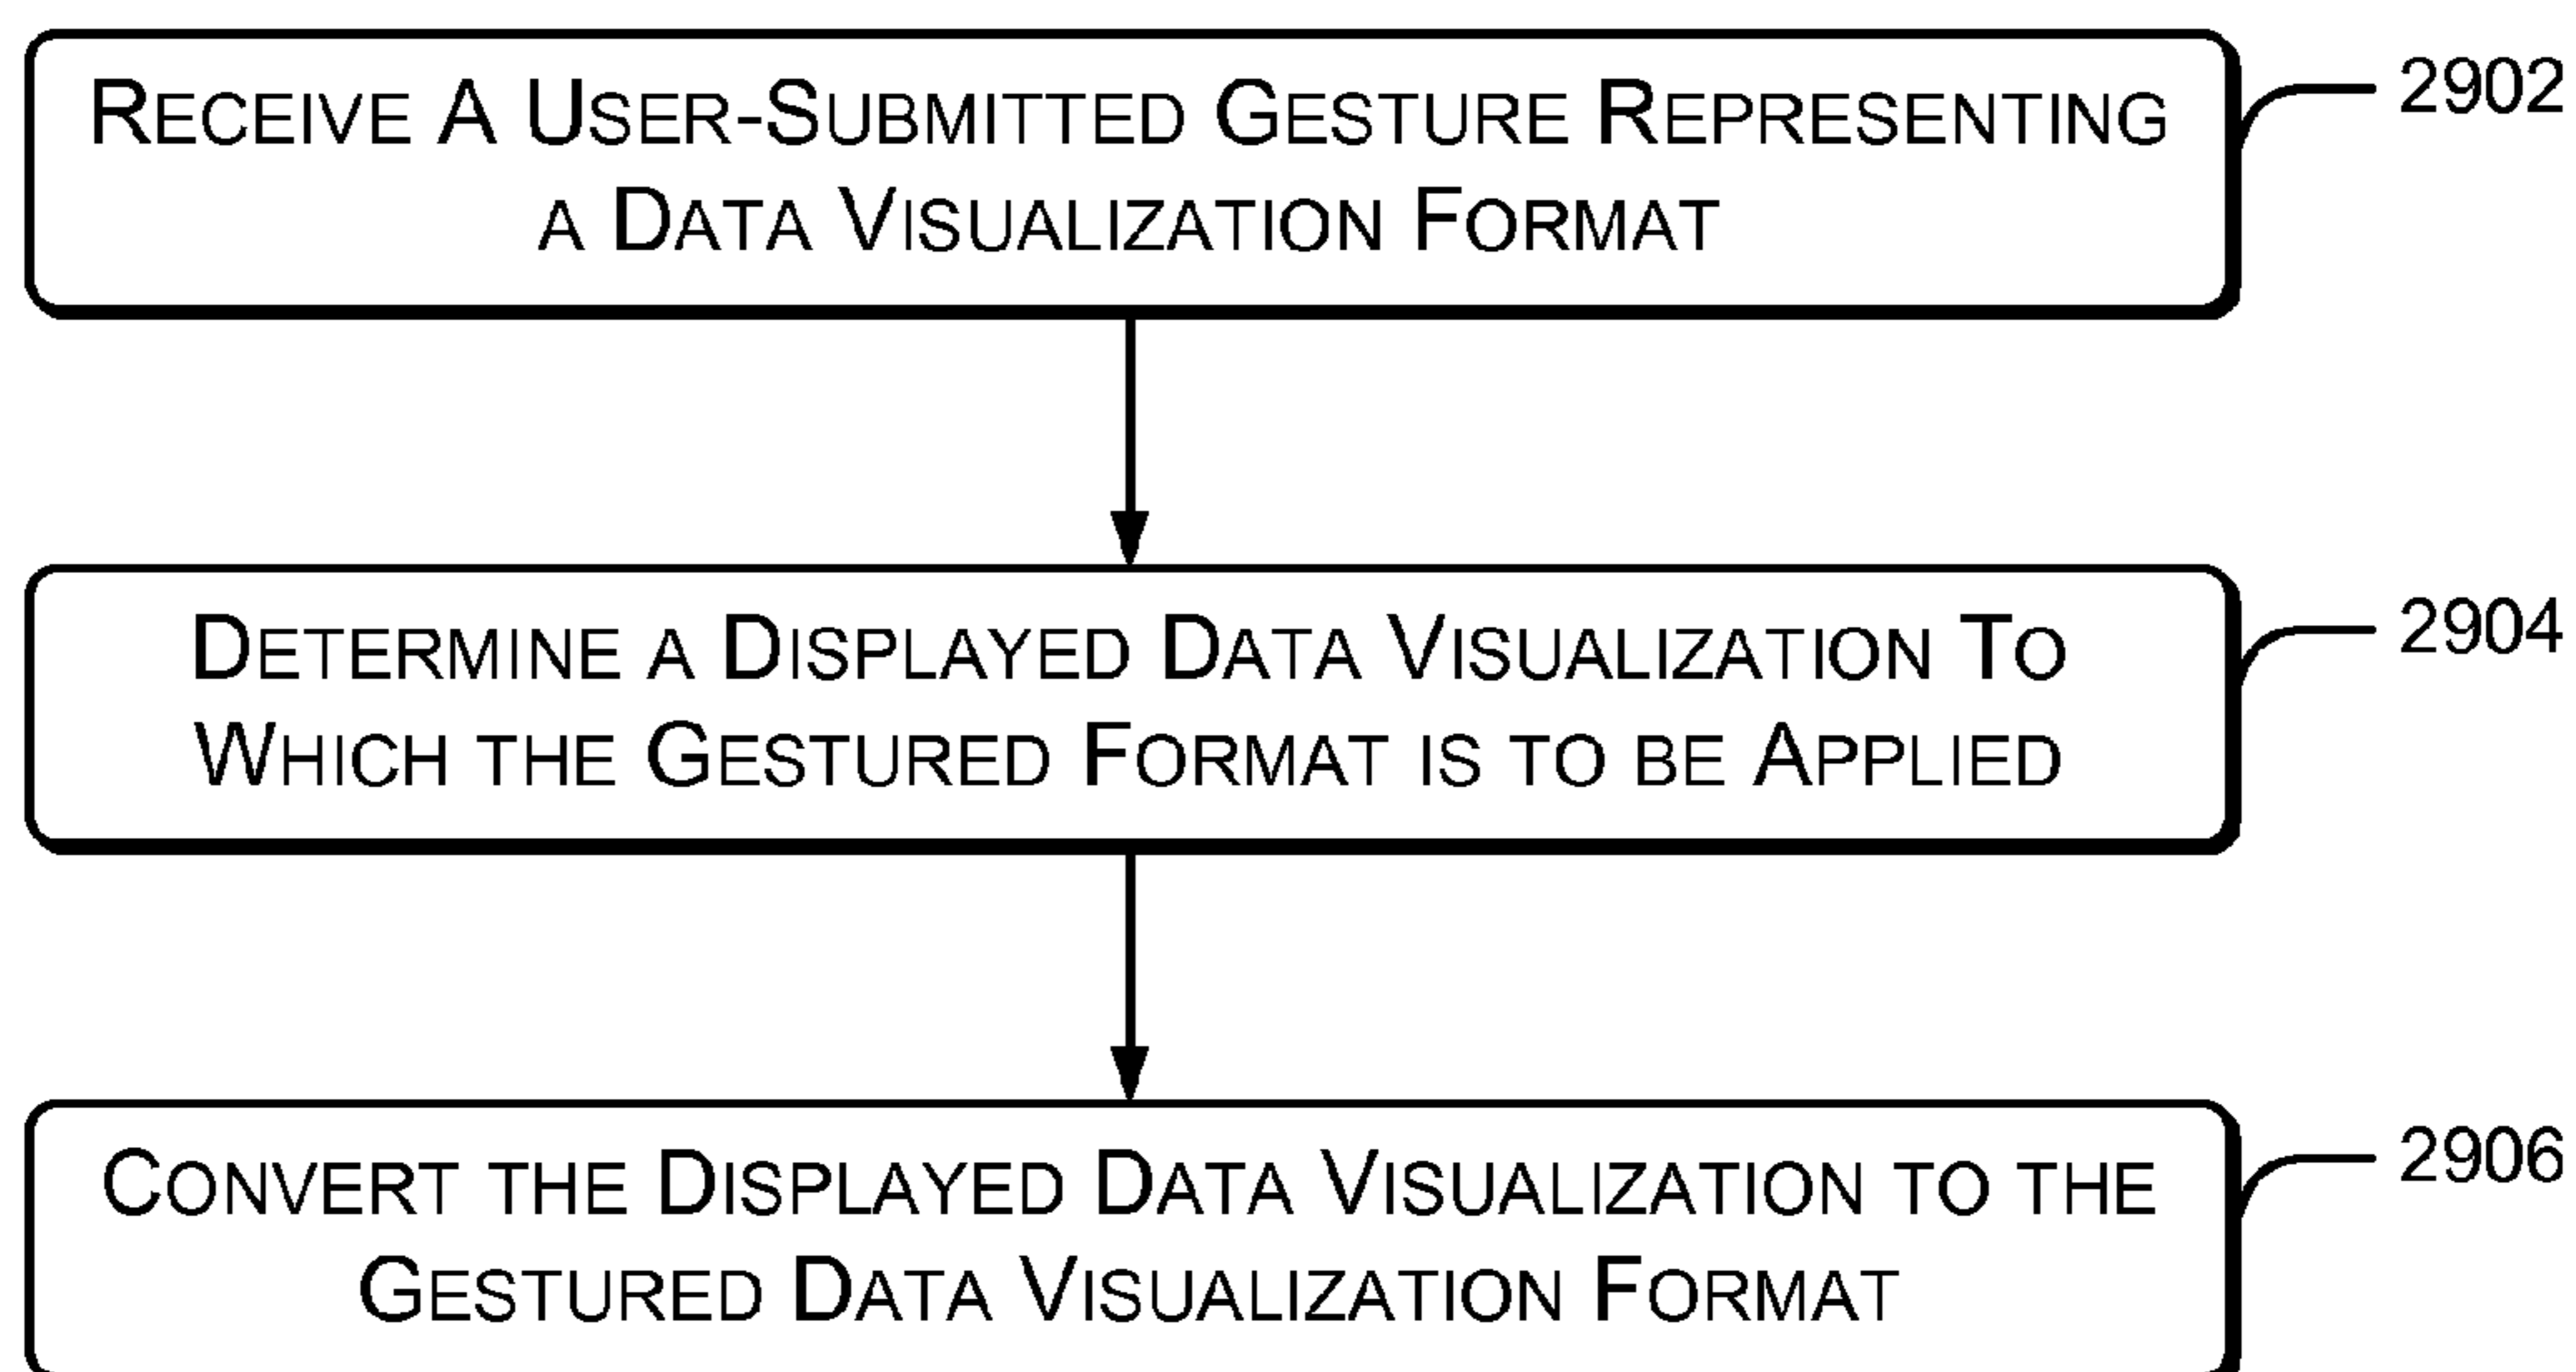 RECEIVE A USER-SUBMITTED GESTURE REPRESENTING
A DATA VISUALIZATION FORMAT
2902
DETERMINE A DISPLAYED DATA VISUALIZATION TO
WHICH THE GESTURED FORMAT IS TO BE APPLIED
2904
CONVERT THE DISPLAYED DATA VISUALIZATION TO THE
GESTURED DATA VISUALIZATION FORMAT
2906